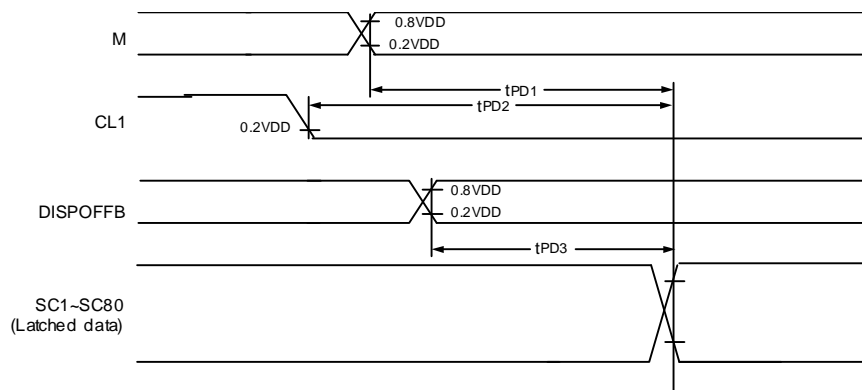 0.8VDD
M
0.2VDD
tPD1
tPD2
CL1
0.2VDD
0.8VDD
DISPOFFB
0.2VDD
tPD3
SC1~SC80
(Latched data)